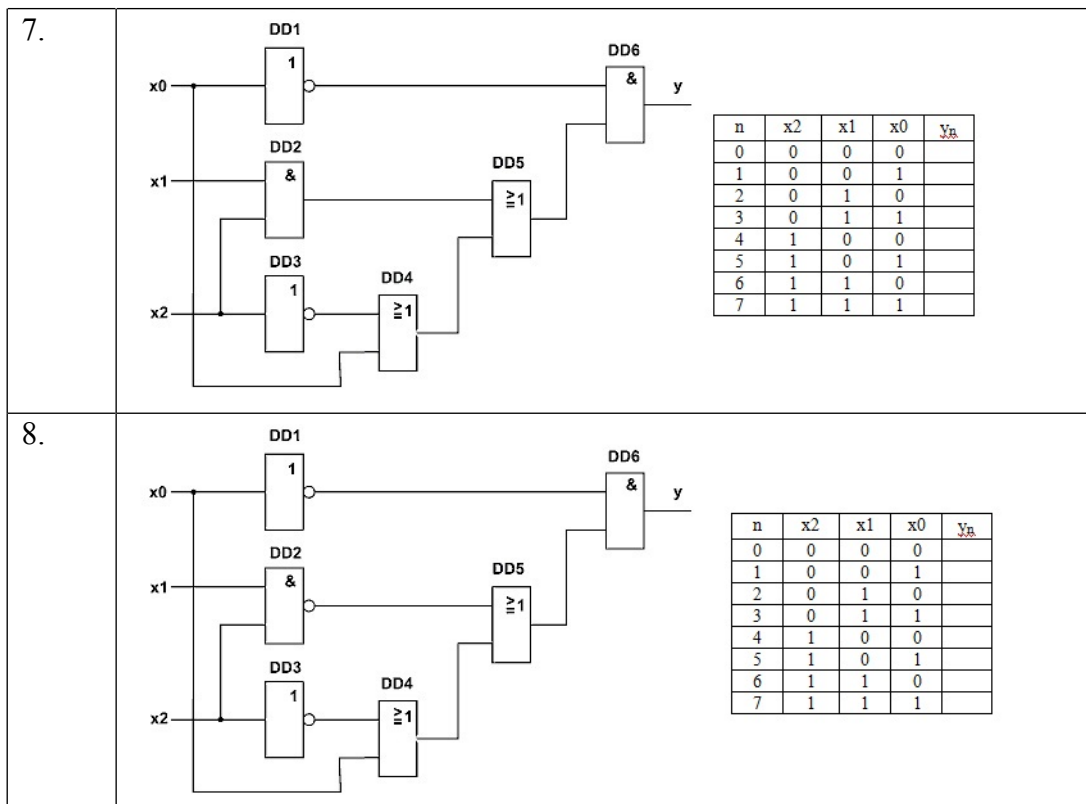 7.
DD1
1
x0
DD6
&
y
DD2
&
x1
DD5
≧1
DD3
1
x2
DD4
≧1
n x2 x1 x0 yn
0 0 0 0
1 0 0 1
2 0 1 0
3 0 1 1
4 1 0 0
5 1 0 1
6 1 1 0
7 1 1 1
8.
DD1
1
x0
DD6
&
y
DD2
&
x1
DD5
≧1
DD3
1
x2
DD4
≧1
n x2 x1 x0 yn
0 0 0 0
1 0 0 1
2 0 1 0
3 0 1 1
4 1 0 0
5 1 0 1
6 1 1 0
7 1 1 1